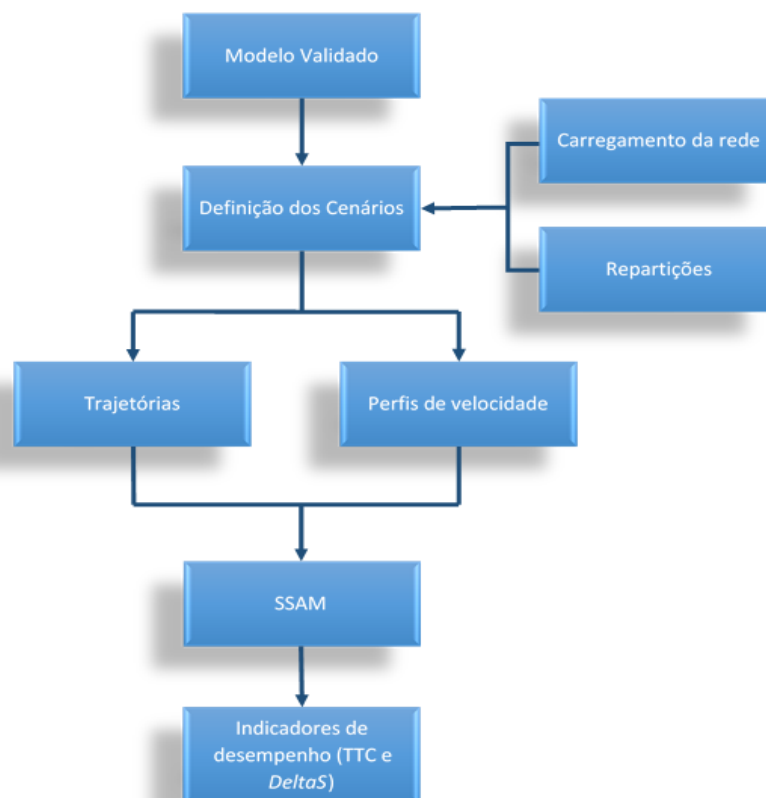 Modelo Validado
Carregamento da rede
Definição dos Cenários
Repartições
Trajetórias
Perfis de velocidade
SSAM
Indicadores de
desempenho (TTC e
DeltaS)